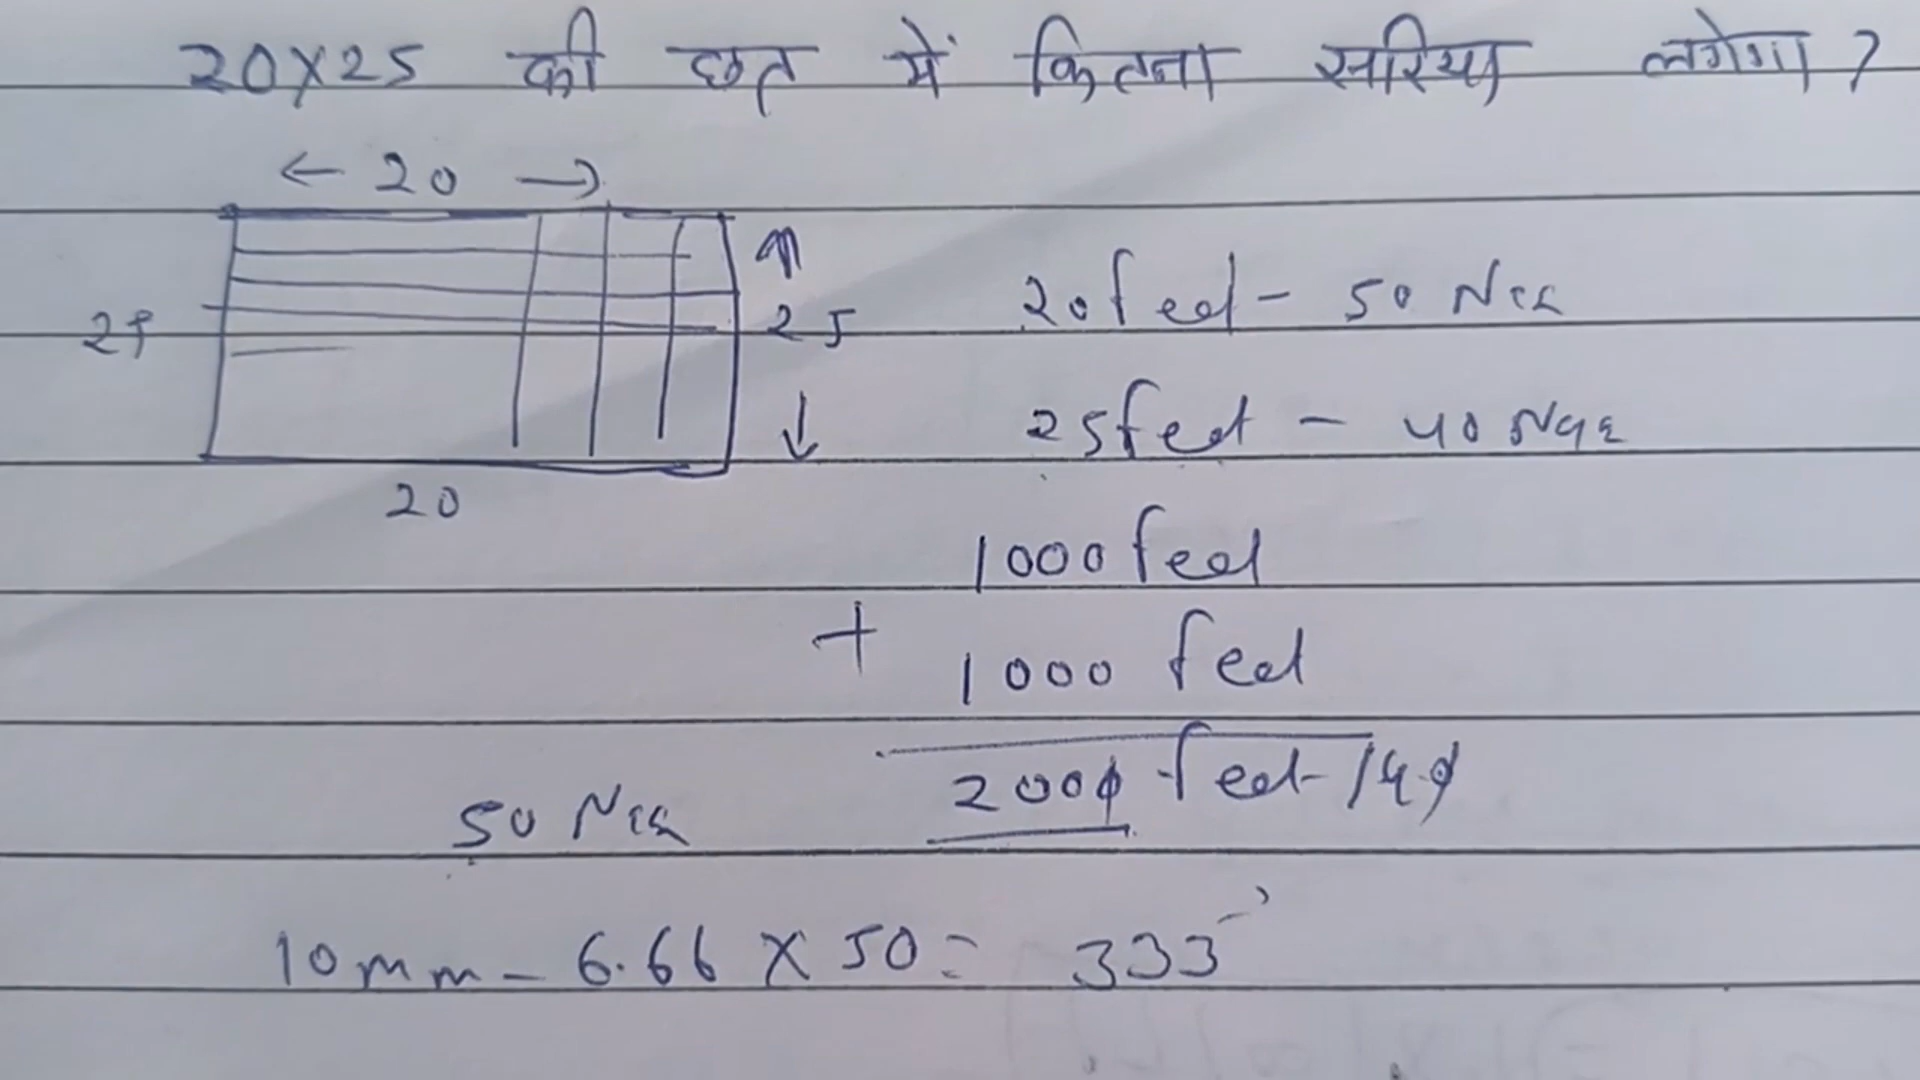 20X25 की छत में कितना सरिया लगेगा ?
← 20 →
25
25
20
20 feet - 50 Nos
25 feet - 40 Nos
1000 feet
+ 1000 feet
2000 feet / 40
50 Nos
10mm - 6.66 X 50 = 333